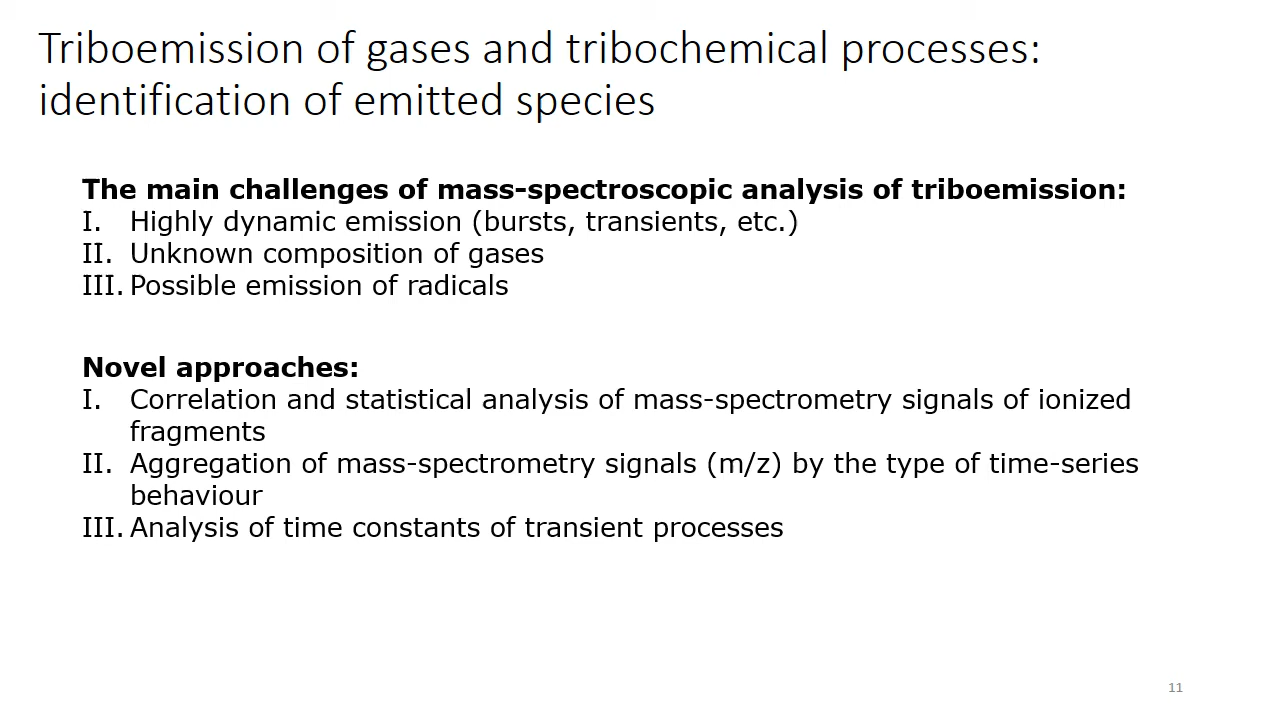 Triboemission of gases and tribochemical processes:
identification of emitted species
The main challenges of mass-spectroscopic analysis of triboemission:
I. Highly dynamic emission (bursts, transients, etc.)
II. Unknown composition of gases
III. Possible emission of radicals
Novel approaches:
I. Correlation and statistical analysis of mass-spectrometry signals of ionized
fragments
II. Aggregation of mass-spectrometry signals (m/z) by the type of time-series
behaviour
III. Analysis of time constants of transient processes
11